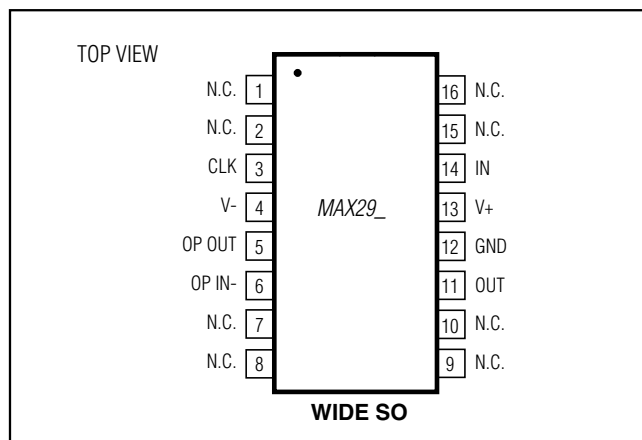 TOP VIEW
N.C. 1 16 N.C.
N.C. 2 15 N.C.
CLK 3 14 IN
V- 4 MAX29_ 13 V+
OP OUT 5 12 GND
OP IN- 6 11 OUT
N.C. 7 10 N.C.
N.C. 8 9 N.C.
WIDE SO